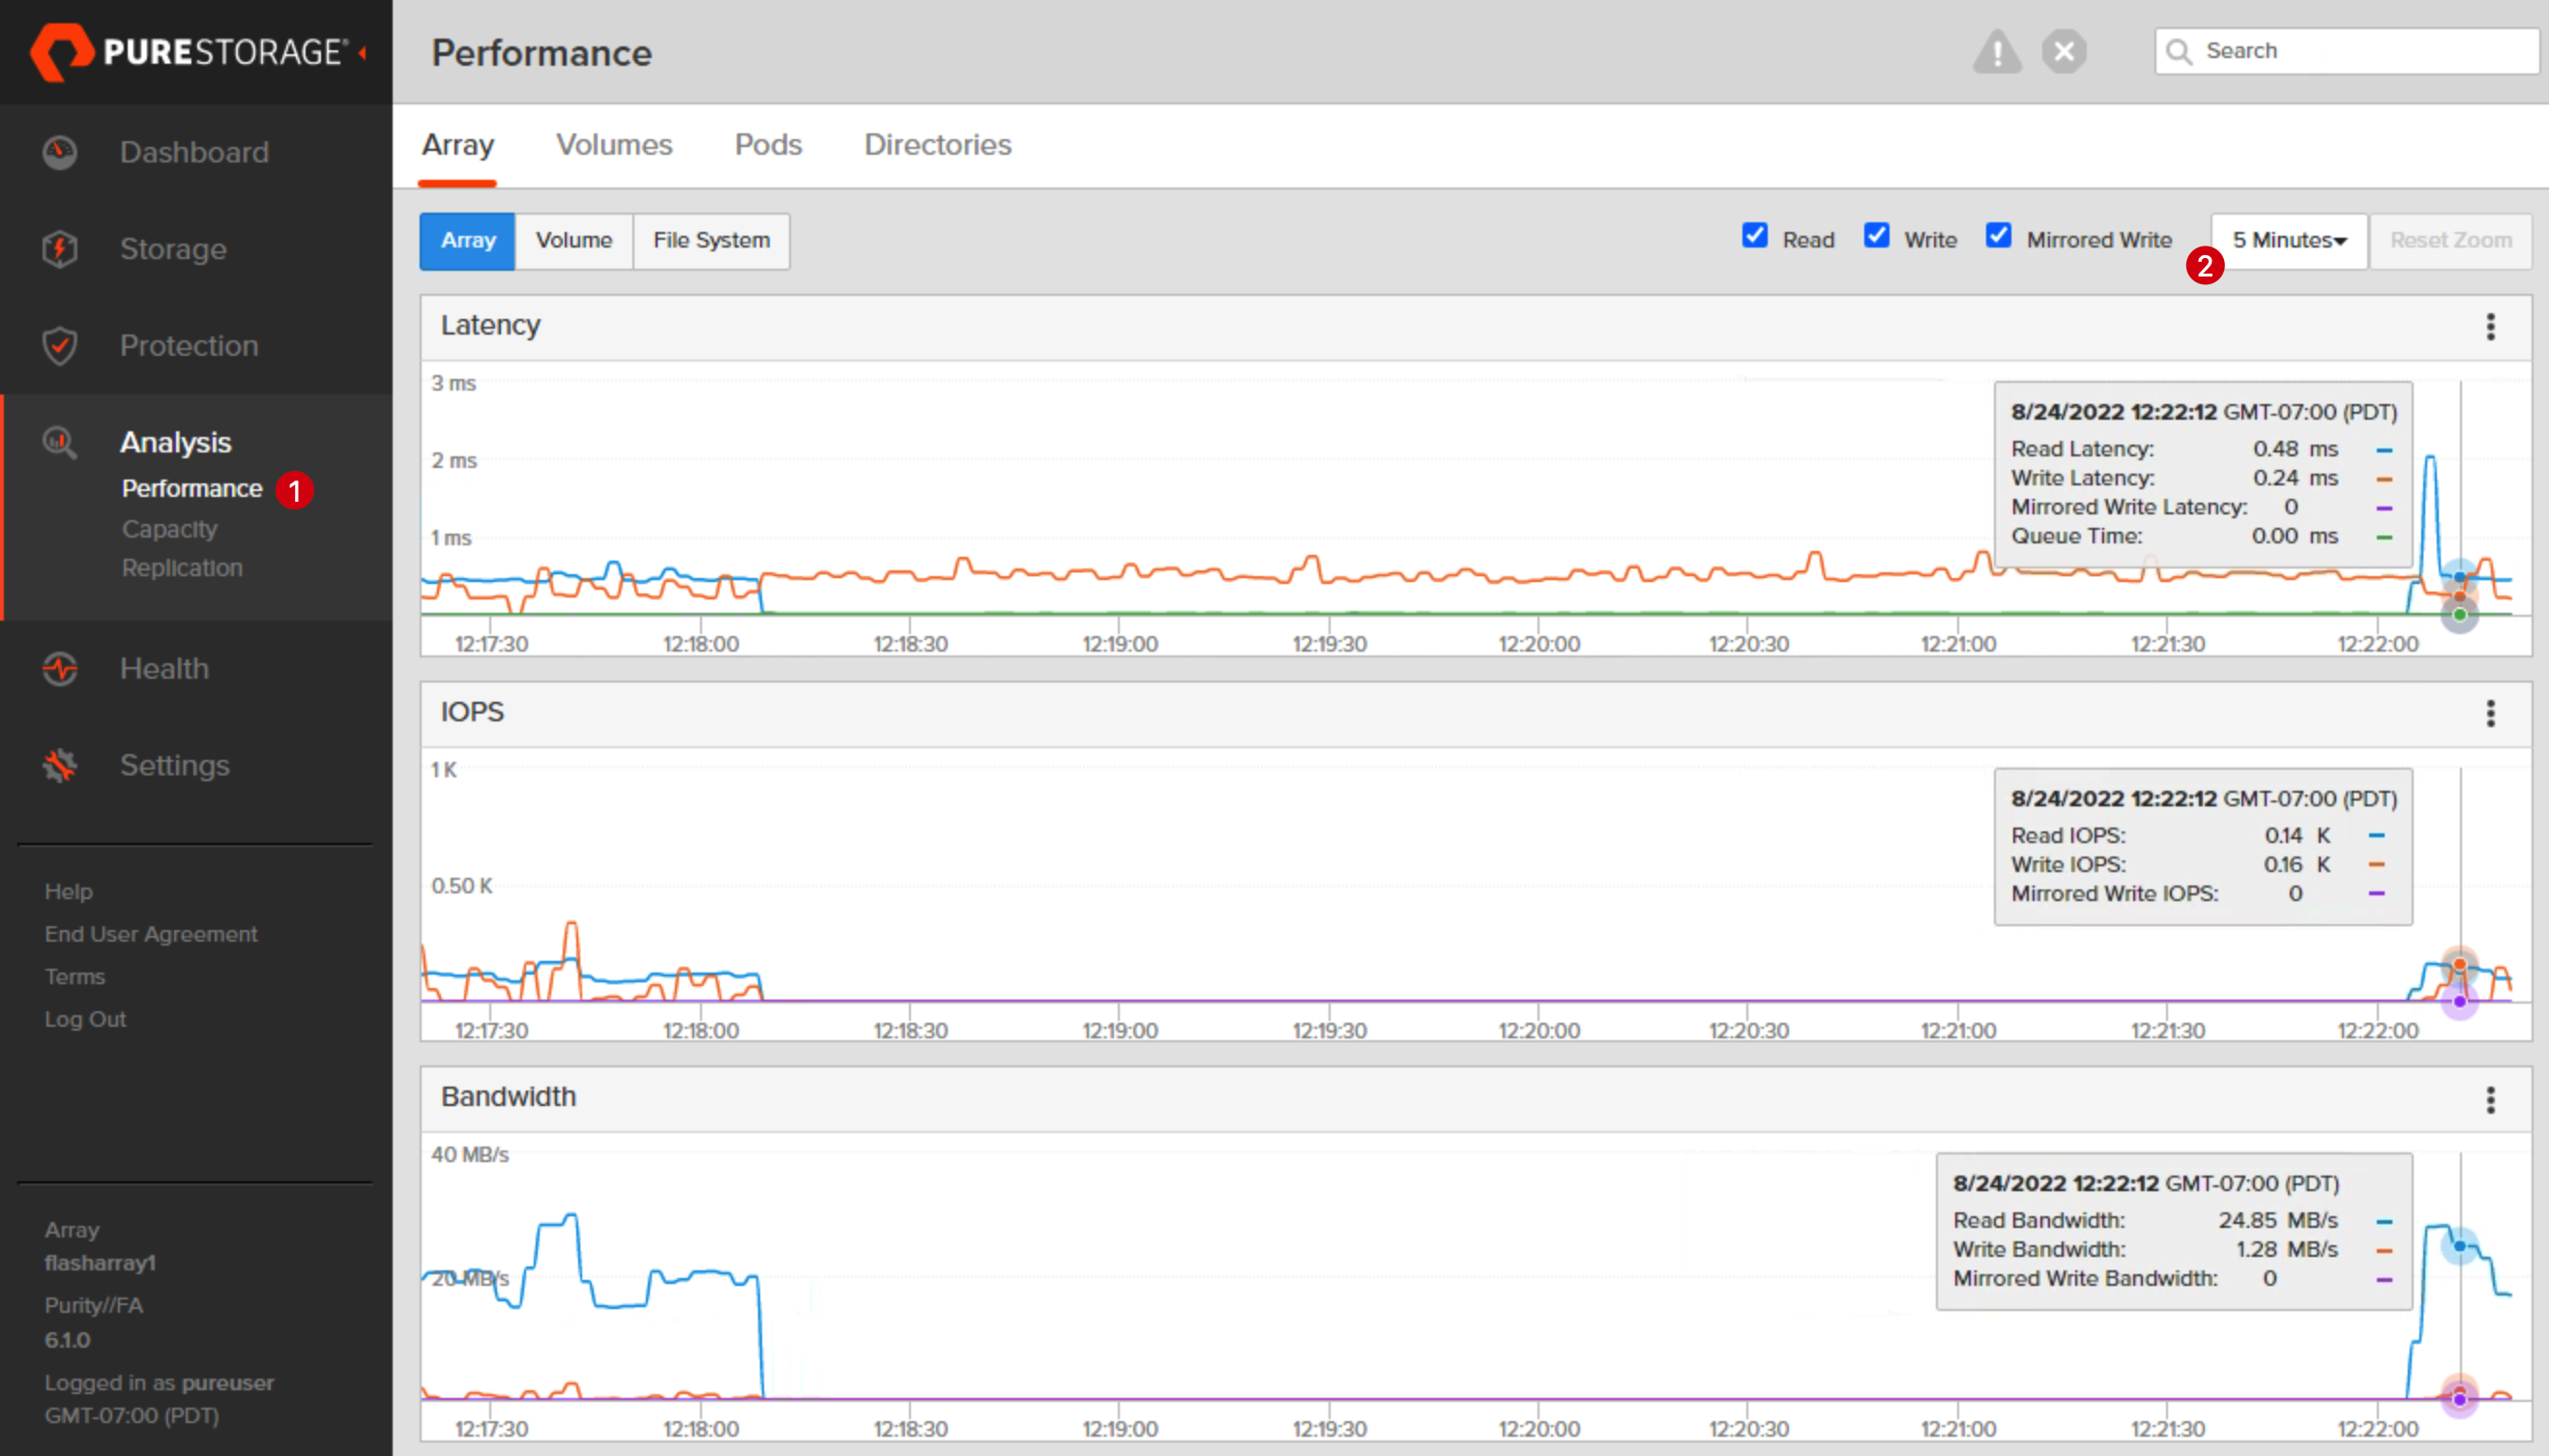 PURESTORAGE®
Performance
Search
Dashboard
Storage
Protection
Analysis
Performance 1
Capacity
Replication
Health
Settings
Help
End User Agreement
Terms
Log Out
Array
flasharray1
Purity//FA
6.1.0
Logged in as pureuser
GMT-07:00 (PDT)
Array Volumes Pods Directories
Array Volume File System
Read Write Mirrored Write 2 5 Minutes Reset Zoom
Latency
3 ms
2 ms
1 ms
8/24/2022 12:22:12 GMT-07:00 (PDT)
Read Latency: 0.48 ms
Write Latency: 0.24 ms
Mirrored Write Latency: 0
Queue Time: 0.00 ms
12:17:30 12:18:00 12:18:30 12:19:00 12:19:30 12:20:00 12:20:30 12:21:00 12:21:30 12:22:00
IOPS
1 K
0.50 K
8/24/2022 12:22:12 GMT-07:00 (PDT)
Read IOPS: 0.14 K
Write IOPS: 0.16 K
Mirrored Write IOPS: 0
12:17:30 12:18:00 12:18:30 12:19:00 12:19:30 12:20:00 12:20:30 12:21:00 12:21:30 12:22:00
Bandwidth
40 MB/s
20 MB/s
8/24/2022 12:22:12 GMT-07:00 (PDT)
Read Bandwidth: 24.85 MB/s
Write Bandwidth: 1.28 MB/s
Mirrored Write Bandwidth: 0
12:17:30 12:18:00 12:18:30 12:19:00 12:19:30 12:20:00 12:20:30 12:21:00 12:21:30 12:22:00